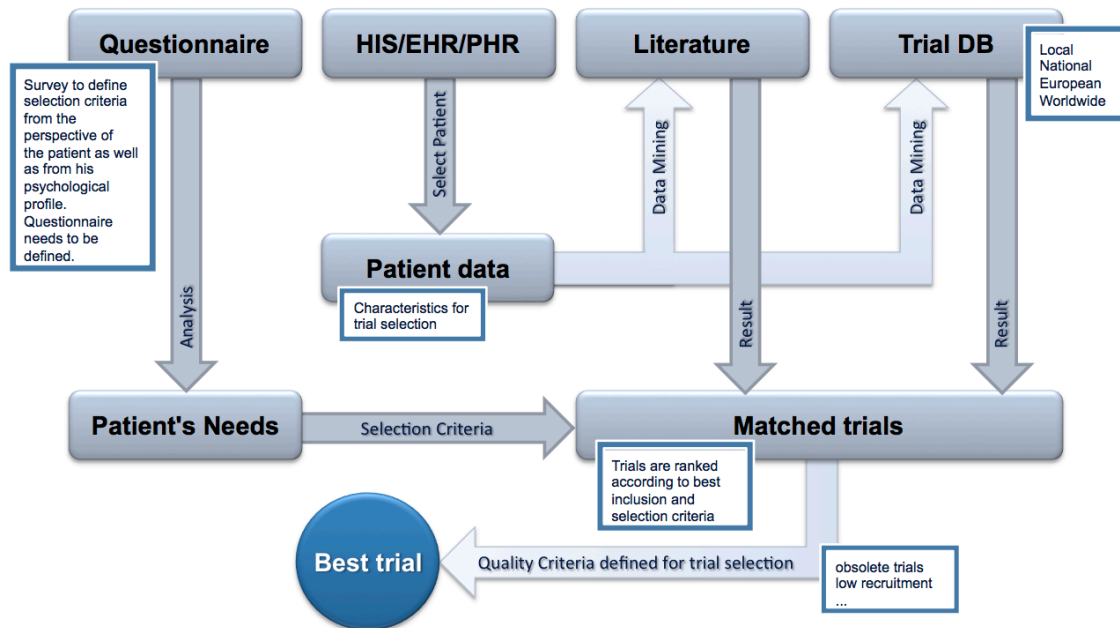 Questionnaire
HIS/EHR/PHR
Literature
Trial DB
Survey to define
selection criteria
from the
perspective of
the patient as well
as from his
psychological
profile.
Questionnaire
needs to be
defined.
Local
National
European
Worldwide
Select Patient
Data Mining
Data Mining
Patient data
Characteristics for
trial selection
Analysis
Result
Result
Patient's Needs
Selection Criteria
Matched trials
Trials are ranked
according to best
inclusion and
selection criteria
Best trial
Quality Criteria defined for trial selection
obsolete trials
low recruitment
...